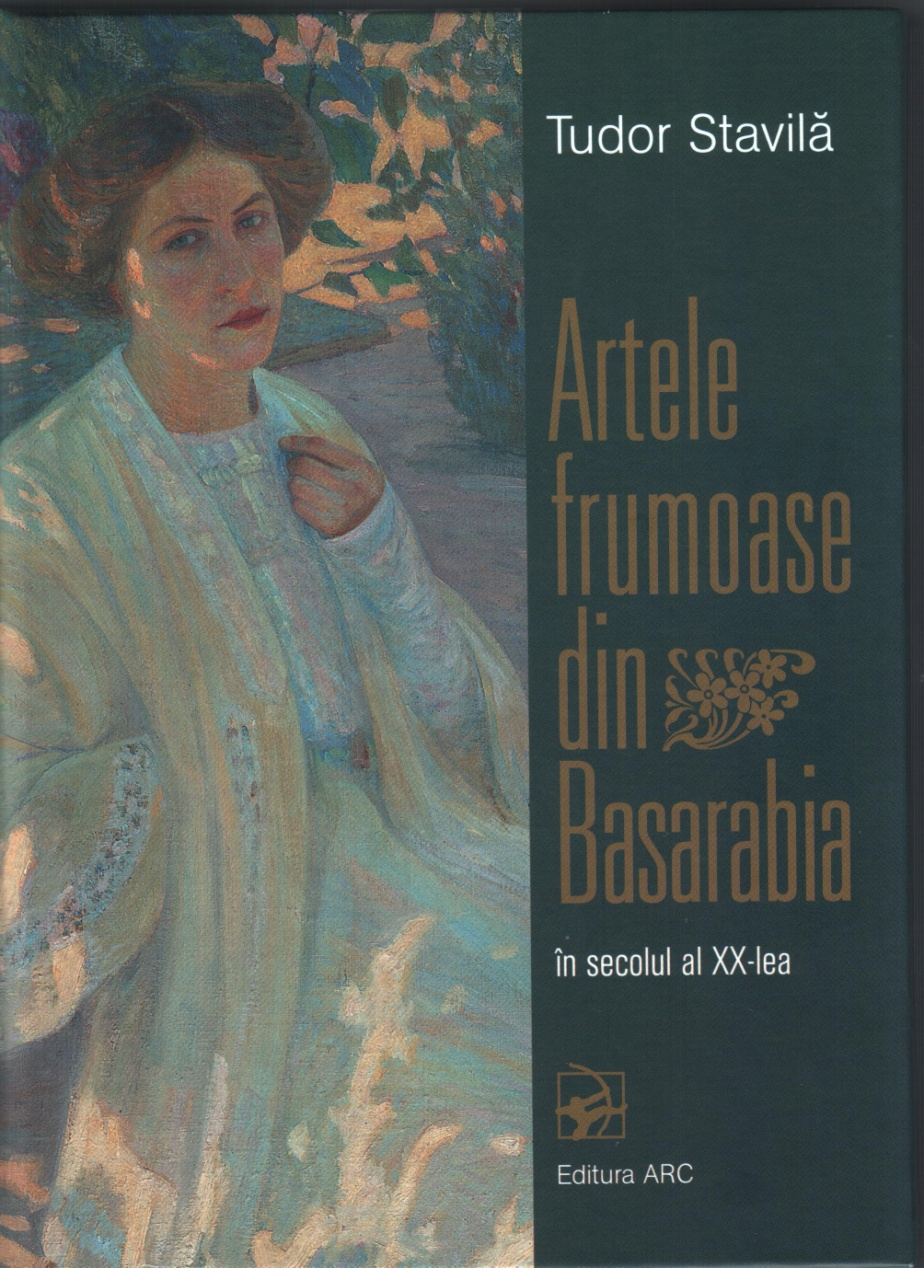 Tudor Stavilă
Artele
frumoase
din
Basarabia
în secolul al XX-lea
Editura ARC